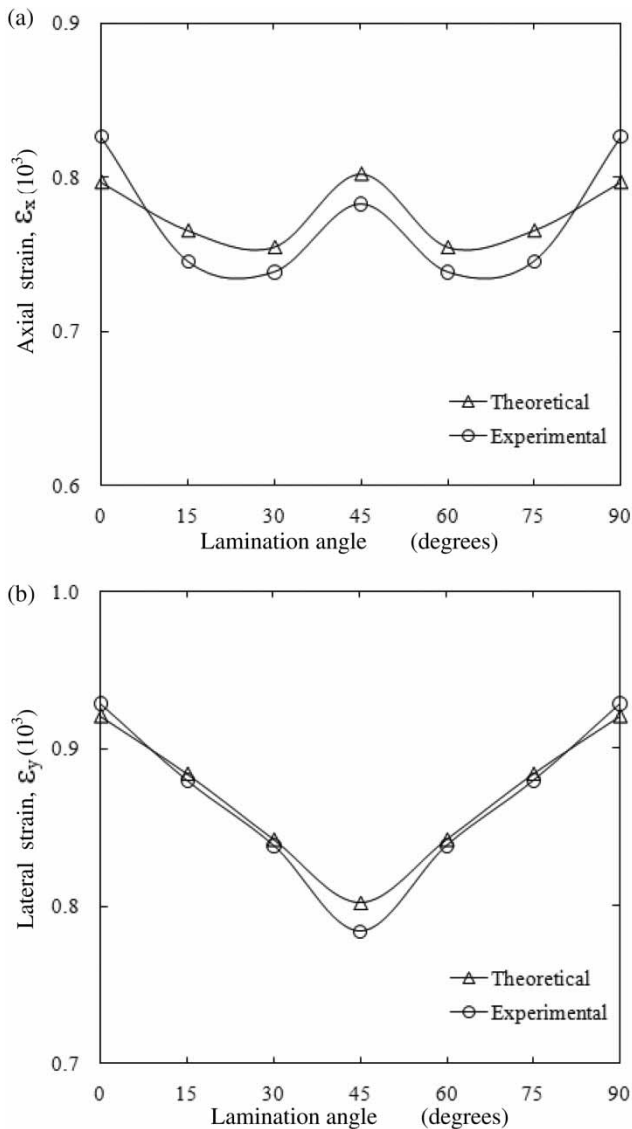 (a)
0.9
0.8
0.7
0.6
Axial strain, εx (10³)
Theoretical
Experimental
0 15 30 45 60 75 90
Lamination angle (degrees)
(b)
1.0
0.9
0.8
0.7
Lateral strain, εy (10³)
Theoretical
Experimental
0 15 30 45 60 75 90
Lamination angle (degrees)